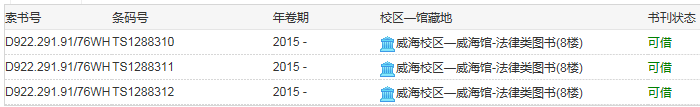 索书号 条码号 年卷期 校区—馆藏地 书刊状态
D922.291.91/76WH TS1288310 2015 - 威海校区—威海馆-法律类图书(8楼) 可借
D922.291.91/76WH TS1288311 2015 - 威海校区—威海馆-法律类图书(8楼) 可借
D922.291.91/76WH TS1288312 2015 - 威海校区—威海馆-法律类图书(8楼) 可借